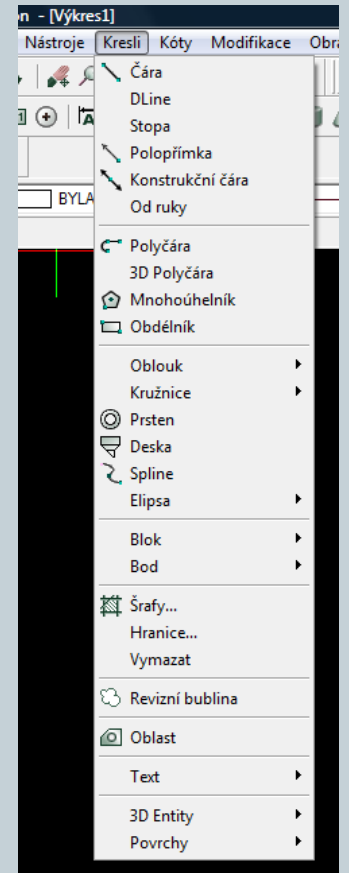 on - [Výkres1]
Nástroje Kresli Kóty Modifikace Obra
Čára
DLine
Stopa
Polopřímka
Konstrukční čára
BYLA
Od ruky
Polyčára
3D Polyčára
Mnohoúhelník
Obdélník
Oblouk
Kružnice
Prsten
Deska
Spline
Elipsa
Blok
Bod
Šrafy...
Hranice...
Vymazat
Revizní bublina
Oblast
Text
3D Entity
Povrchy